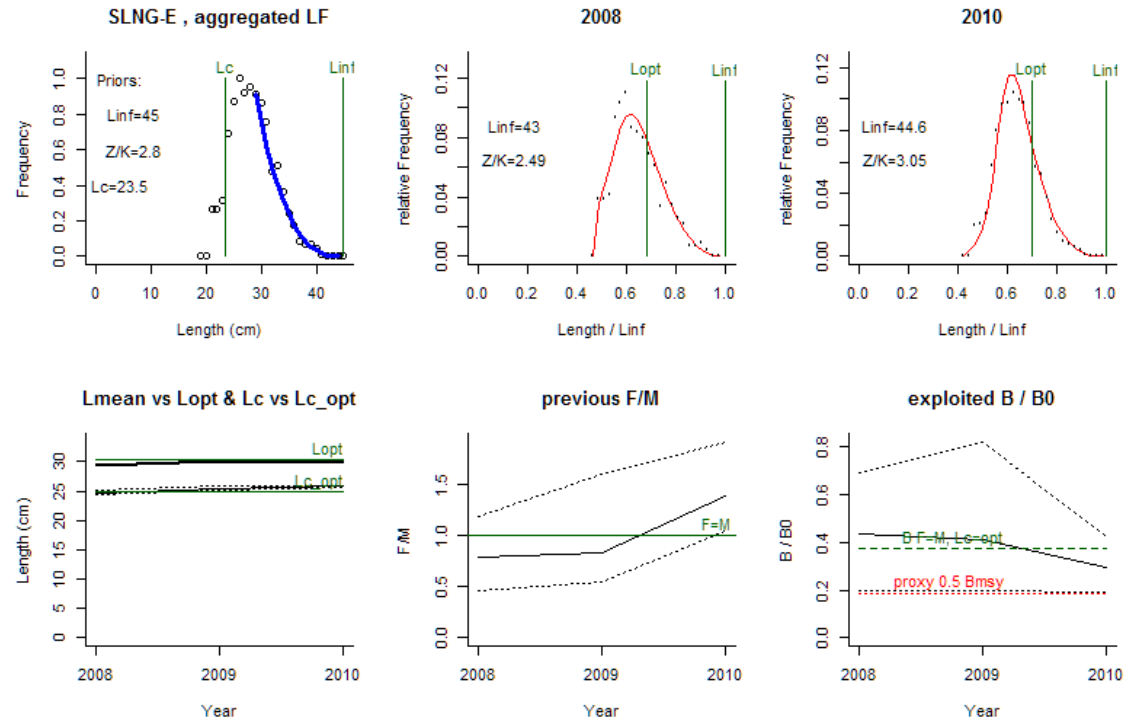 SLNG-E , aggregated LF
Lc
Linf
Priors:
Linf=45
Z/K=2.8
Lc=23.5
Frequency
0.0 0.2 0.4 0.6 0.8 1.0
0 10 20 30 40
Length (cm)
2008
Lopt
Linf
Linf=43
Z/K=2.49
relative Frequency
0.00 0.04 0.08 0.12
0.0 0.2 0.4 0.6 0.8 1.0
Length / Linf
2010
Lopt
Linf
Linf=44.6
Z/K=3.05
relative Frequency
0.00 0.04 0.08 0.12
0.0 0.2 0.4 0.6 0.8 1.0
Length / Linf
Lmean vs Lopt & Lc vs Lc_opt
Lopt
Lc_opt
Length (cm)
0 5 10 15 20 25 30
2008 2009 2010
Year
previous F/M
F=M
F/M
0.0 0.5 1.0 1.5
2008 2009 2010
Year
exploited B / B0
B F=M, Lc=opt
proxy 0.5 Bmsy
B / B0
0.0 0.2 0.4 0.6 0.8
2008 2009 2010
Year